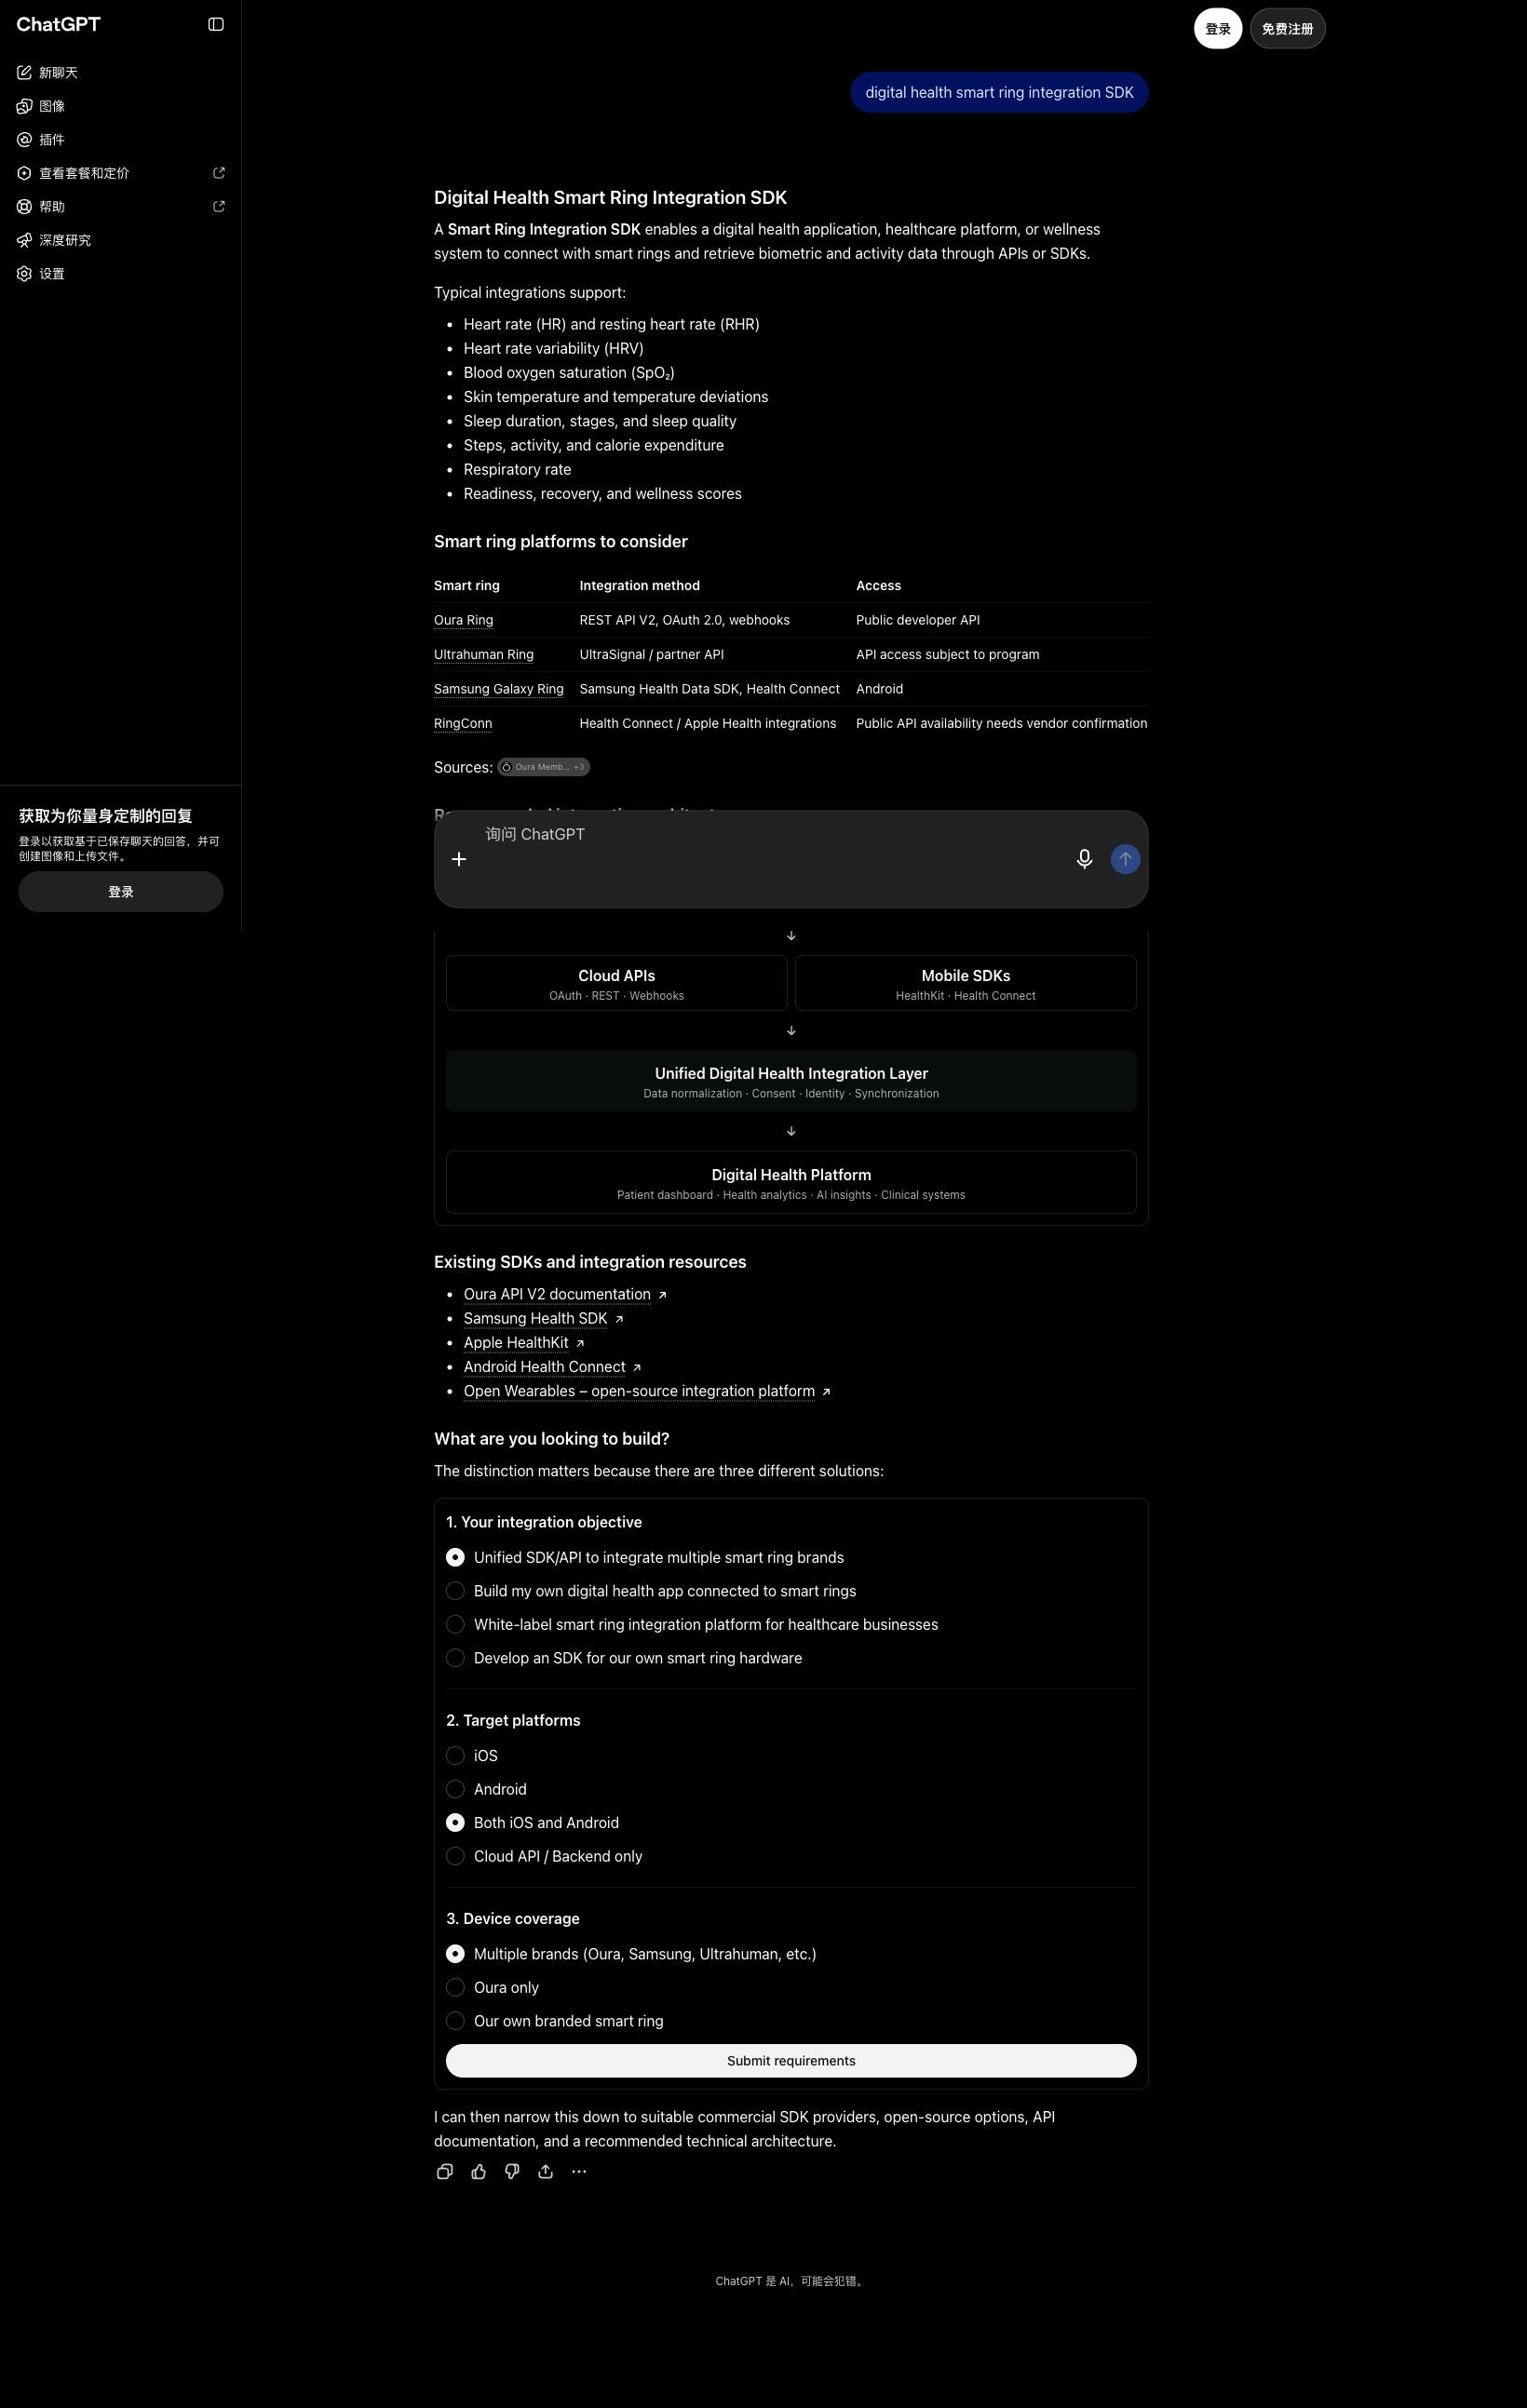 ChatGPT
新聊天
图像
插件
查看套餐和定价
帮助
深度研究
设置
获取为你量身定制的回复
登录以获取基于已保存聊天的回答，并可
创建图像和上传文件。
登录
登录
免费注册
digital health smart ring integration SDK
Digital Health Smart Ring Integration SDK
A Smart Ring Integration SDK enables a digital health application, healthcare platform, or wellness
system to connect with smart rings and retrieve biometric and activity data through APIs or SDKs.
Typical integrations support:
• Heart rate (HR) and resting heart rate (RHR)
• Heart rate variability (HRV)
• Blood oxygen saturation (SpO₂)
• Skin temperature and temperature deviations
• Sleep duration, stages, and sleep quality
• Steps, activity, and calorie expenditure
• Respiratory rate
• Readiness, recovery, and wellness scores
Smart ring platforms to consider
Smart ring Integration method Access
Oura Ring REST API V2, OAuth 2.0, webhooks Public developer API
Ultrahuman Ring UltraSignal / partner API API access subject to program
Samsung Galaxy Ring Samsung Health Data SDK, Health Connect Android
RingConn Health Connect / Apple Health integrations Public API availability needs vendor confirmation
Sources: Oura Memb... +3
询问 ChatGPT
Cloud APIs
OAuth · REST · Webhooks
Mobile SDKs
HealthKit · Health Connect
Unified Digital Health Integration Layer
Data normalization · Consent · Identity · Synchronization
Digital Health Platform
Patient dashboard · Health analytics · AI insights · Clinical systems
Existing SDKs and integration resources
• Oura API V2 documentation ↗
• Samsung Health SDK ↗
• Apple HealthKit ↗
• Android Health Connect ↗
• Open Wearables – open-source integration platform ↗
What are you looking to build?
The distinction matters because there are three different solutions:
1. Your integration objective
Unified SDK/API to integrate multiple smart ring brands
Build my own digital health app connected to smart rings
White-label smart ring integration platform for healthcare businesses
Develop an SDK for our own smart ring hardware
2. Target platforms
iOS
Android
Both iOS and Android
Cloud API / Backend only
3. Device coverage
Multiple brands (Oura, Samsung, Ultrahuman, etc.)
Oura only
Our own branded smart ring
Submit requirements
I can then narrow this down to suitable commercial SDK providers, open-source options, API
documentation, and a recommended technical architecture.
ChatGPT 是 AI，可能会犯错。